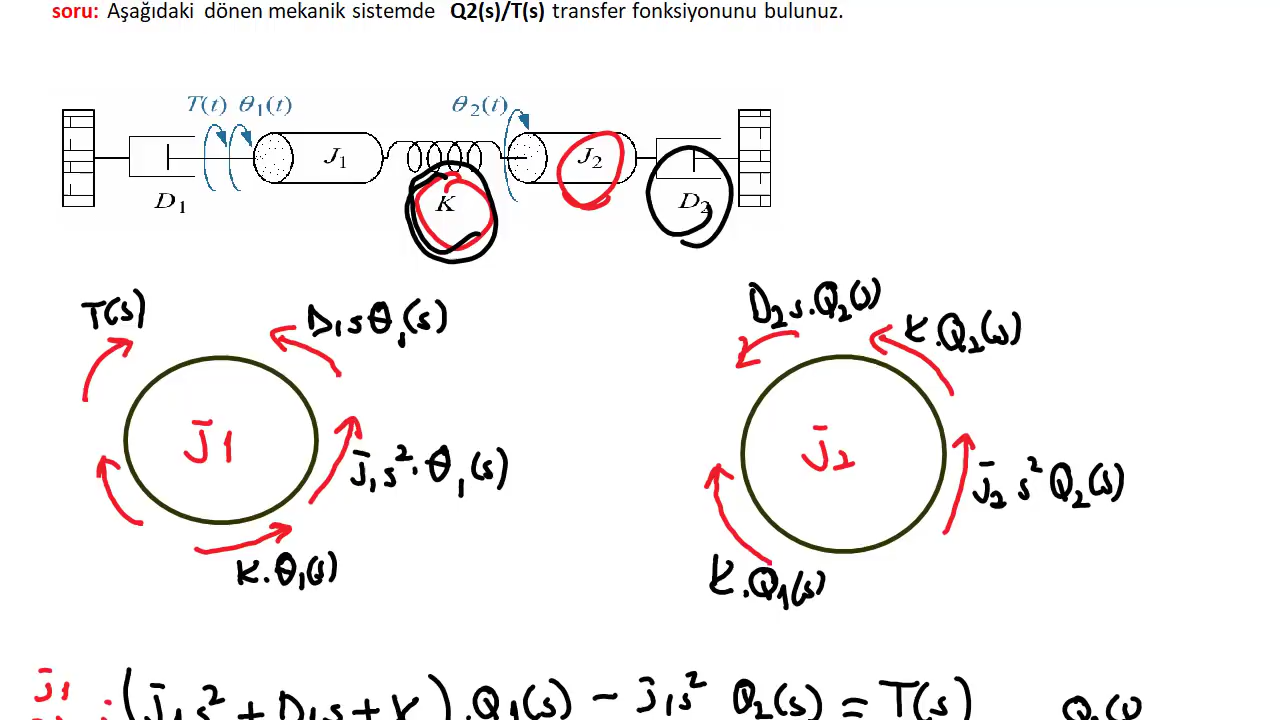 soru: Aşağıdaki dönen mekanik sistemde Q2(s)/T(s) transfer fonksiyonunu bulunuz.
T(t) θ₁(t) θ₂(t)
J₁ J₂
D₁ K D₂
T(s) D₁sθ₁(s) D₂s.Q₂(s) K.Q₂(s)
J1 J₁s².θ₁(s) J₂ J₂s²Q₂(s)
K.θ₁(s) K.Q₁(s)
J1
(J₁s² + D₁s + K).Q₁(s) − J₁s² Q₂(s) = T(s)